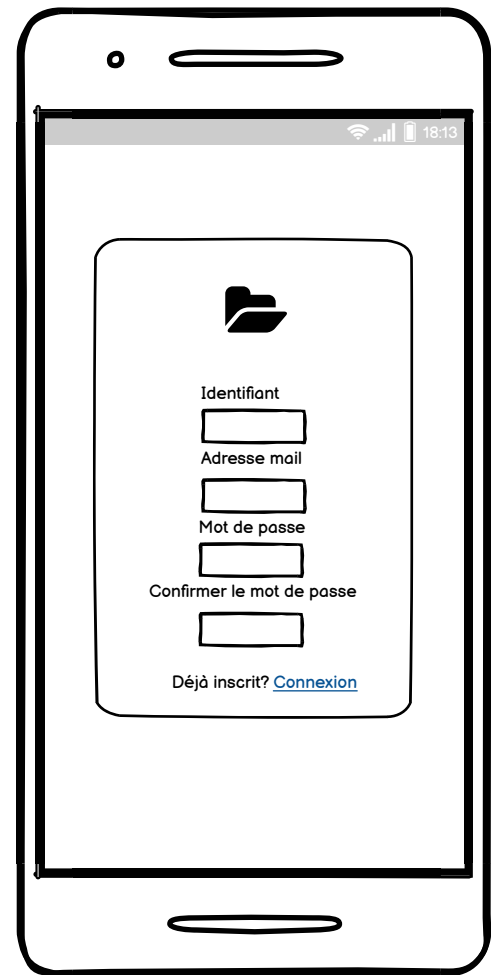 18:13
Identifiant
Adresse mail
Mot de passe
Confirmer le mot de passe
Déjà inscrit? Connexion